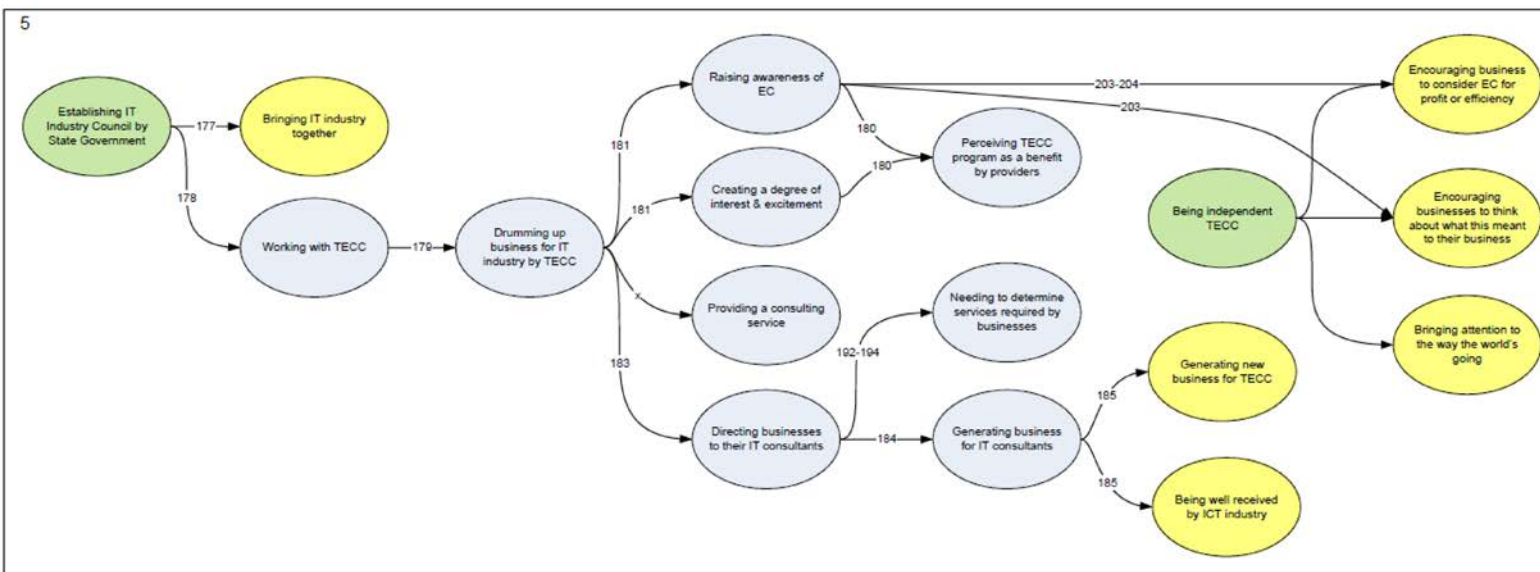 5
Establishing IT
Industry Council by
State Government
177
Bringing IT industry
together
178
Working with TECC
179
Drumming up
business for IT
industry by TECC
181
Raising awareness of
EC
181
Creating a degree of
interest & excitement
x
Providing a consulting
service
183
Directing businesses
to their IT consultants
180
180
Perceiving TECC
program as a benefit
by providers
192-194
Needing to determine
services required by
businesses
184
Generating business
for IT consultants
185
Generating new
business for TECC
185
Being well received
by ICT industry
203-204
203
Being independent
TECC
Encouraging business
to consider EC for
profit or efficiency
Encouraging
businesses to think
about what this meant
to their business
Bringing attention to
the way the world's
going